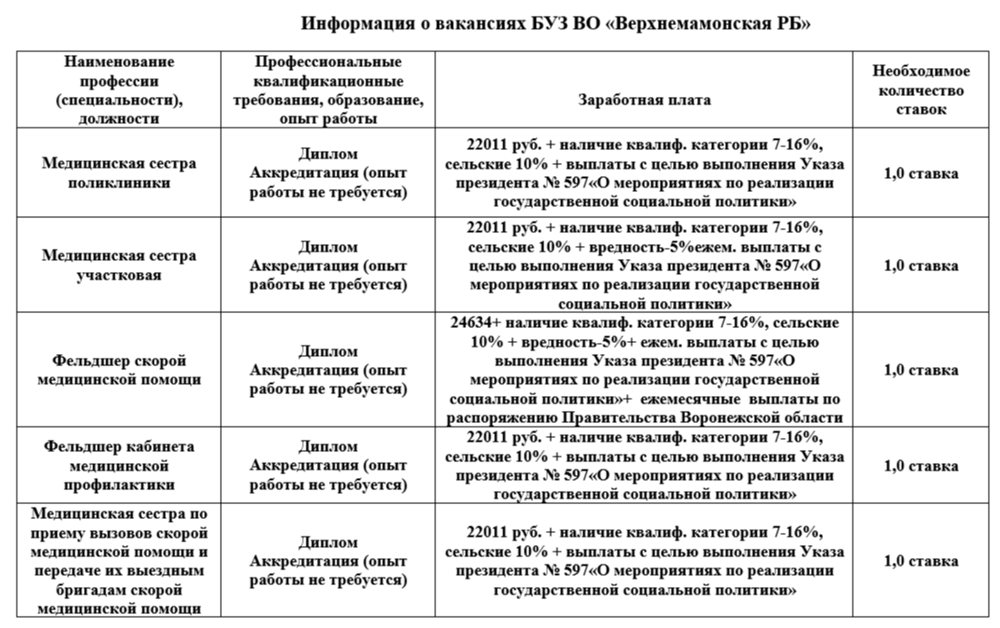 Информация о вакансиях БУЗ ВО «Верхнемамонская РБ»
Наименование
профессии
(специальности),
должности
Профессиональные
квалификационные
требования, образование,
опыт работы
Заработная плата
Необходимое
количество
ставок
Медицинская сестра
поликлиники
Диплом
Аккредитация (опыт
работы не требуется)
22011 руб. + наличие квалиф. категории 7-16%,
сельские 10% + выплаты с целью выполнения Указа
президента № 597«О мероприятиях по реализации
государственной социальной политики»
1,0 ставка
Медицинская сестра
участковая
Диплом
Аккредитация (опыт
работы не требуется)
22011 руб. + наличие квалиф. категории 7-16%,
сельские 10% + вредность-5%ежем. выплаты с
целью выполнения Указа президента № 597«О
мероприятиях по реализации государственной
социальной политики»
1,0 ставка
Фельдшер скорой
медицинской помощи
Диплом
Аккредитация (опыт
работы не требуется)
24634+ наличие квалиф. категории 7-16%, сельские
10% + вредность-5%+ ежем. выплаты с целью
выполнения Указа президента № 597«О
мероприятиях по реализации государственной
социальной политики»+ ежемесячные выплаты по
распоряжению Правительства Воронежской области
1,0 ставка
Фельдшер кабинета
медицинской
профилактики
Диплом
Аккредитация (опыт
работы не требуется)
22011 руб. + наличие квалиф. категории 7-16%,
сельские 10% + выплаты с целью выполнения Указа
президента № 597«О мероприятиях по реализации
государственной социальной политики»
1,0 ставка
Медицинская сестра по
приему вызовов скорой
медицинской помощи и
передаче их выездным
бригадам скорой
медицинской помощи
Диплом
Аккредитация (опыт
работы не требуется)
22011 руб. + наличие квалиф. категории 7-16%,
сельские 10% + выплаты с целью выполнения Указа
президента № 597«О мероприятиях по реализации
государственной социальной политики»
1,0 ставка